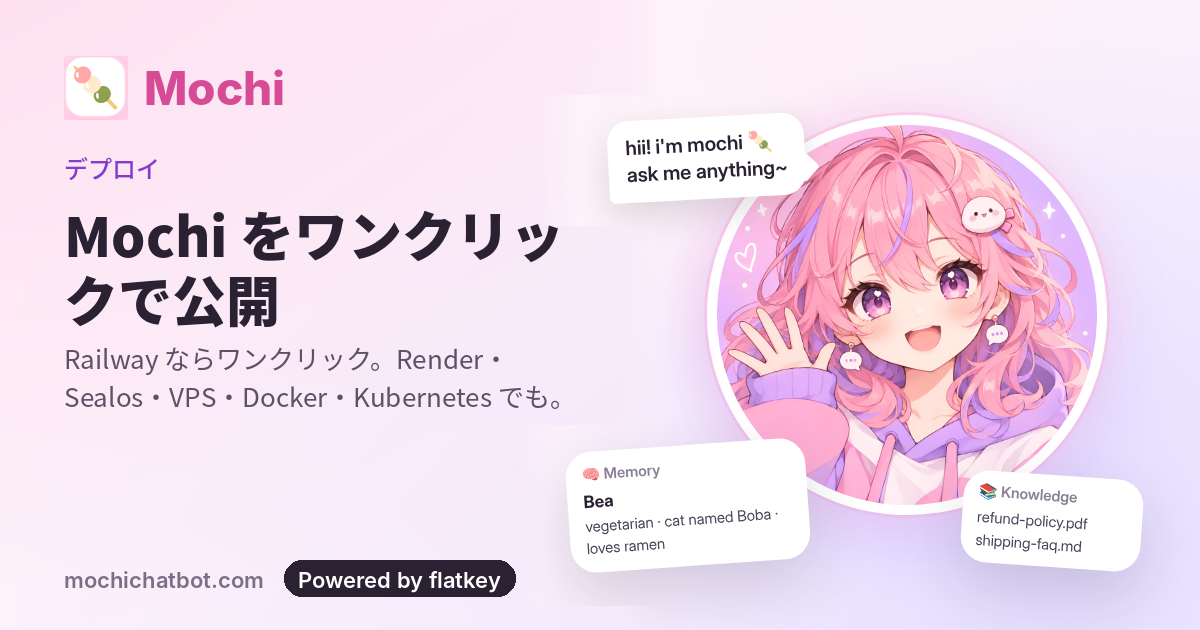 Mochi
デプロイ
Mochi をワンクリッ
クで公開
Railway ならワンクリック。Render・
Sealos・VPS・Docker・Kubernetes でも。
mochichatbot.com
Powered by flatkey
hii! i'm mochi 🍡
ask me anything~
🧠 Memory
Bea
vegetarian · cat named Boba ·
loves ramen
📚 Knowledge
refund-policy.pdf
shipping-faq.md